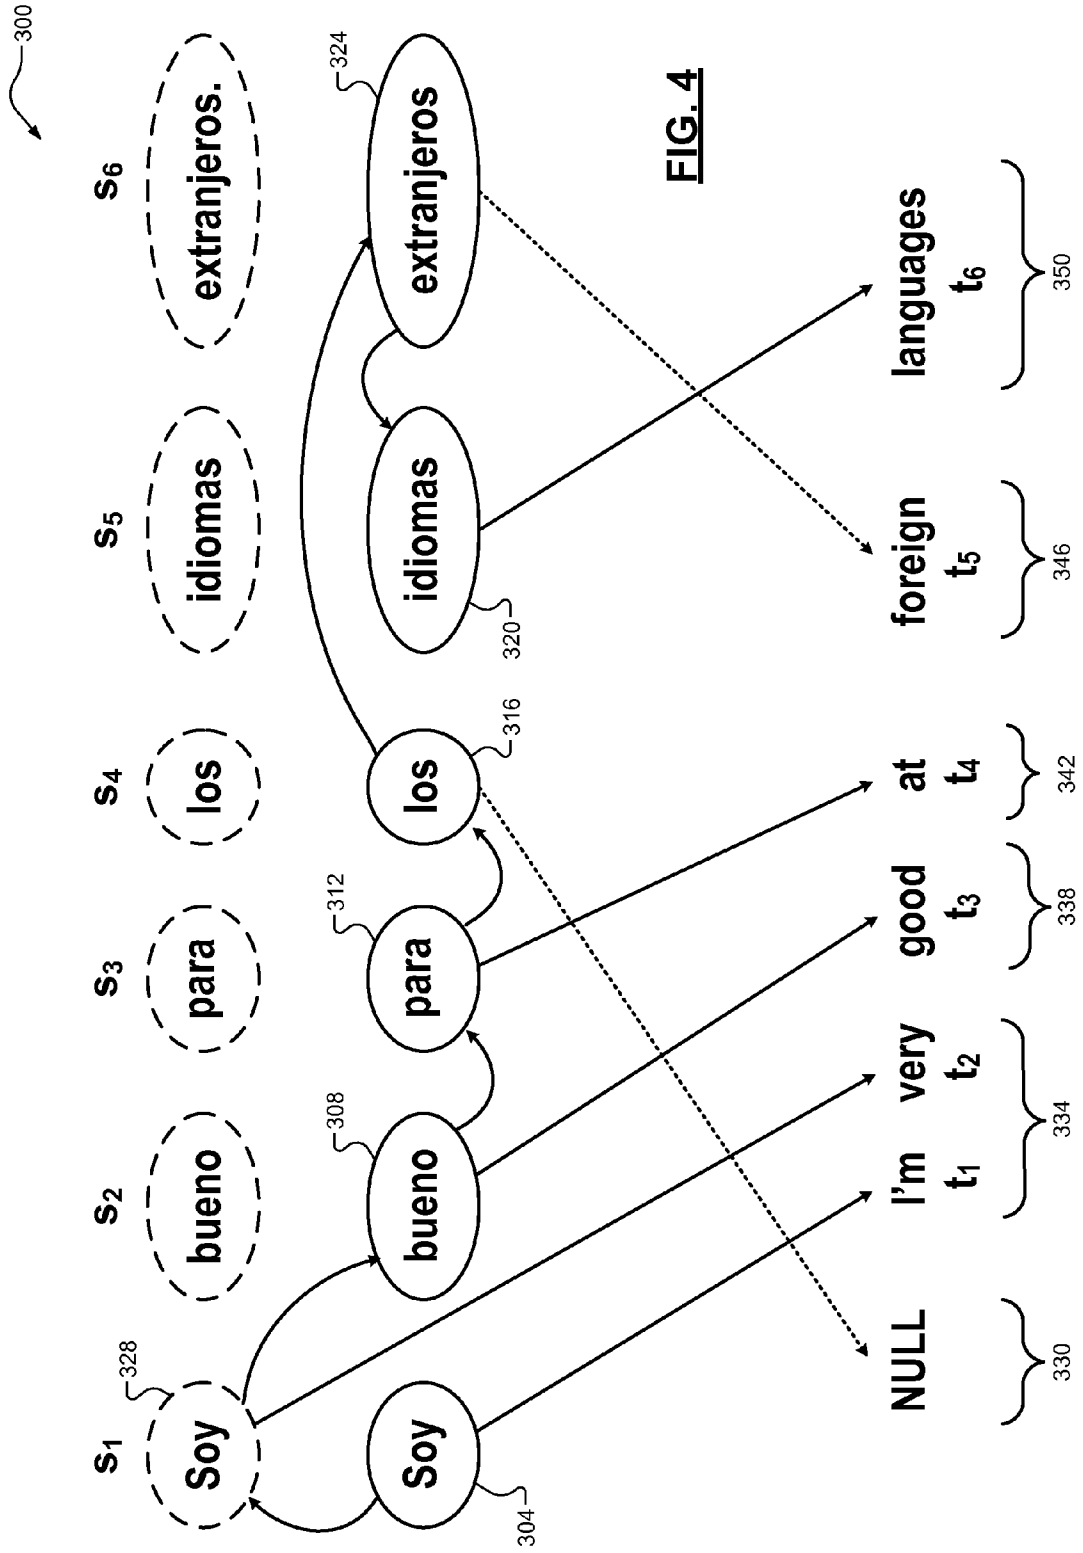 300
s1 s2 s3 s4 s5 s6
328
Soy bueno para los idiomas extranjeros.
308 312 324
Soy bueno para los idiomas extranjeros
304 316 320
FIG. 4
NULL I'm very good at foreign languages
t1 t2 t3 t4 t5 t6
330 334 338 342 346 350